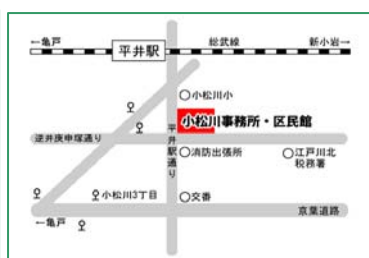 ←亀戸
平井駅
総武線
新小岩→
小松川小
小松川事務所・区民館
逆井庚申塚通り
平井駅通り
消防出張所
江戸川北
税務署
小松川3丁目
交番
京葉道路
←亀戸